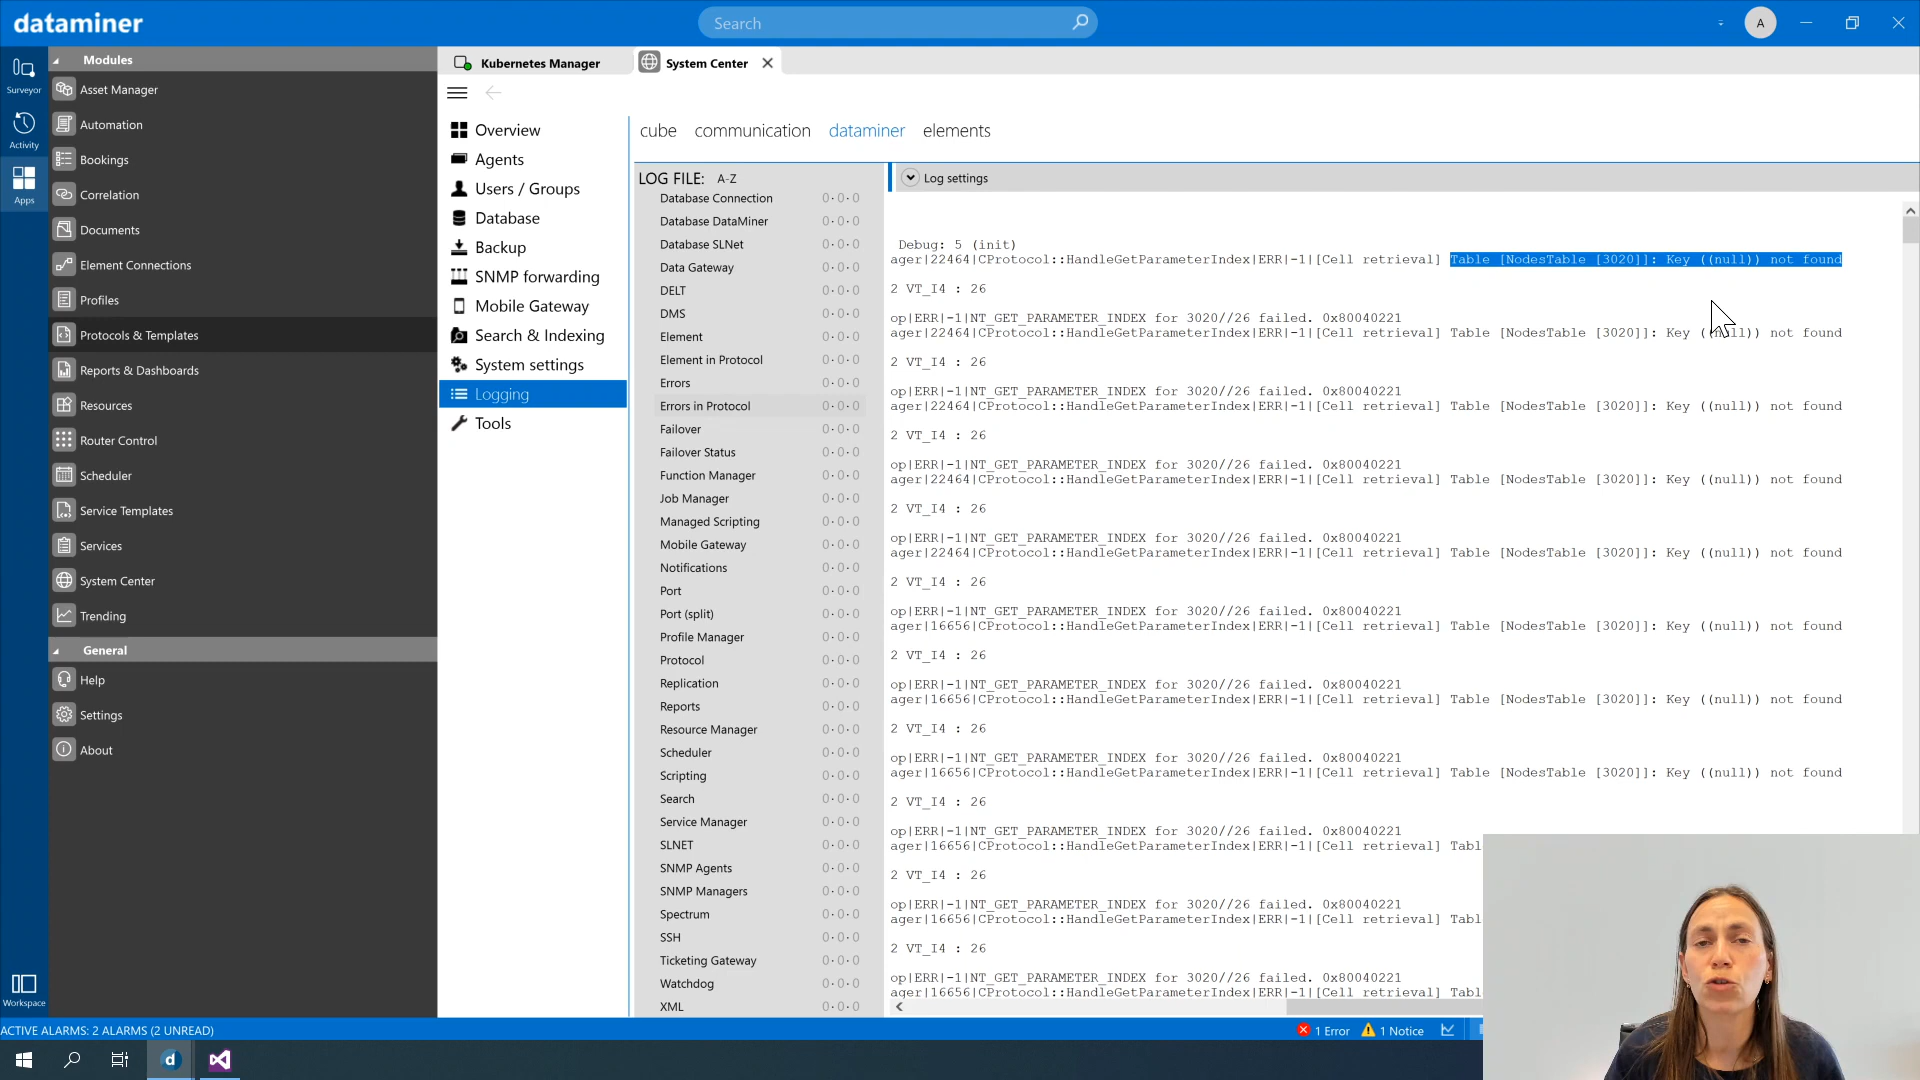 dataminer
Search
A
Surveyor
Activity
Apps
Workspace
Modules
Asset Manager
Automation
Bookings
Correlation
Documents
Element Connections
Profiles
Protocols & Templates
Reports & Dashboards
Resources
Router Control
Scheduler
Service Templates
Services
System Center
Trending
General
Help
Settings
About
Kubernetes Manager
System Center
Overview
Agents
Users / Groups
Database
Backup
SNMP forwarding
Mobile Gateway
Search & Indexing
System settings
Logging
Tools
cube communication dataminer elements
LOG FILE: A-Z
Database Connection 0·0·0
Database DataMiner 0·0·0
Database SLNet 0·0·0
Data Gateway 0·0·0
DELT 0·0·0
DMS 0·0·0
Element 0·0·0
Element in Protocol 0·0·0
Errors 0·0·0
Errors in Protocol 0·0·0
Failover 0·0·0
Failover Status 0·0·0
Function Manager 0·0·0
Job Manager 0·0·0
Managed Scripting 0·0·0
Mobile Gateway 0·0·0
Notifications 0·0·0
Port 0·0·0
Port (split) 0·0·0
Profile Manager 0·0·0
Protocol 0·0·0
Replication 0·0·0
Reports 0·0·0
Resource Manager 0·0·0
Scheduler 0·0·0
Scripting 0·0·0
Search 0·0·0
Service Manager 0·0·0
SLNET 0·0·0
SNMP Agents 0·0·0
SNMP Managers 0·0·0
Spectrum 0·0·0
SSH 0·0·0
Ticketing Gateway 0·0·0
Watchdog 0·0·0
XML 0·0·0
Log settings
Debug: 5 (init)
ager|22464|CProtocol::HandleGetParameterIndex|ERR|-1|[Cell retrieval] Table [NodesTable [3020]]: Key ((null)) not found
2 VT_I4 : 26
op|ERR|-1|NT_GET_PARAMETER_INDEX for 3020//26 failed. 0x80040221
ager|22464|CProtocol::HandleGetParameterIndex|ERR|-1|[Cell retrieval] Table [NodesTable [3020]]: Key ((null)) not found
2 VT_I4 : 26
op|ERR|-1|NT_GET_PARAMETER_INDEX for 3020//26 failed. 0x80040221
ager|22464|CProtocol::HandleGetParameterIndex|ERR|-1|[Cell retrieval] Table [NodesTable [3020]]: Key ((null)) not found
2 VT_I4 : 26
op|ERR|-1|NT_GET_PARAMETER_INDEX for 3020//26 failed. 0x80040221
ager|22464|CProtocol::HandleGetParameterIndex|ERR|-1|[Cell retrieval] Table [NodesTable [3020]]: Key ((null)) not found
2 VT_I4 : 26
op|ERR|-1|NT_GET_PARAMETER_INDEX for 3020//26 failed. 0x80040221
ager|22464|CProtocol::HandleGetParameterIndex|ERR|-1|[Cell retrieval] Table [NodesTable [3020]]: Key ((null)) not found
2 VT_I4 : 26
op|ERR|-1|NT_GET_PARAMETER_INDEX for 3020//26 failed. 0x80040221
ager|16656|CProtocol::HandleGetParameterIndex|ERR|-1|[Cell retrieval] Table [NodesTable [3020]]: Key ((null)) not found
2 VT_I4 : 26
op|ERR|-1|NT_GET_PARAMETER_INDEX for 3020//26 failed. 0x80040221
ager|16656|CProtocol::HandleGetParameterIndex|ERR|-1|[Cell retrieval] Table [NodesTable [3020]]: Key ((null)) not found
2 VT_I4 : 26
op|ERR|-1|NT_GET_PARAMETER_INDEX for 3020//26 failed. 0x80040221
ager|16656|CProtocol::HandleGetParameterIndex|ERR|-1|[Cell retrieval] Table [NodesTable [3020]]: Key ((null)) not found
2 VT_I4 : 26
op|ERR|-1|NT_GET_PARAMETER_INDEX for 3020//26 failed. 0x80040221
ager|16656|CProtocol::HandleGetParameterIndex|ERR|-1|[Cell retrieval] Tabl
2 VT_I4 : 26
op|ERR|-1|NT_GET_PARAMETER_INDEX for 3020//26 failed. 0x80040221
ager|16656|CProtocol::HandleGetParameterIndex|ERR|-1|[Cell retrieval] Tabl
2 VT_I4 : 26
op|ERR|-1|NT_GET_PARAMETER_INDEX for 3020//26 failed. 0x80040221
ager|16656|CProtocol::HandleGetParameterIndex|ERR|-1|[Cell retrieval] Tabl
ACTIVE ALARMS: 2 ALARMS (2 UNREAD)
1 Error 1 Notice
d